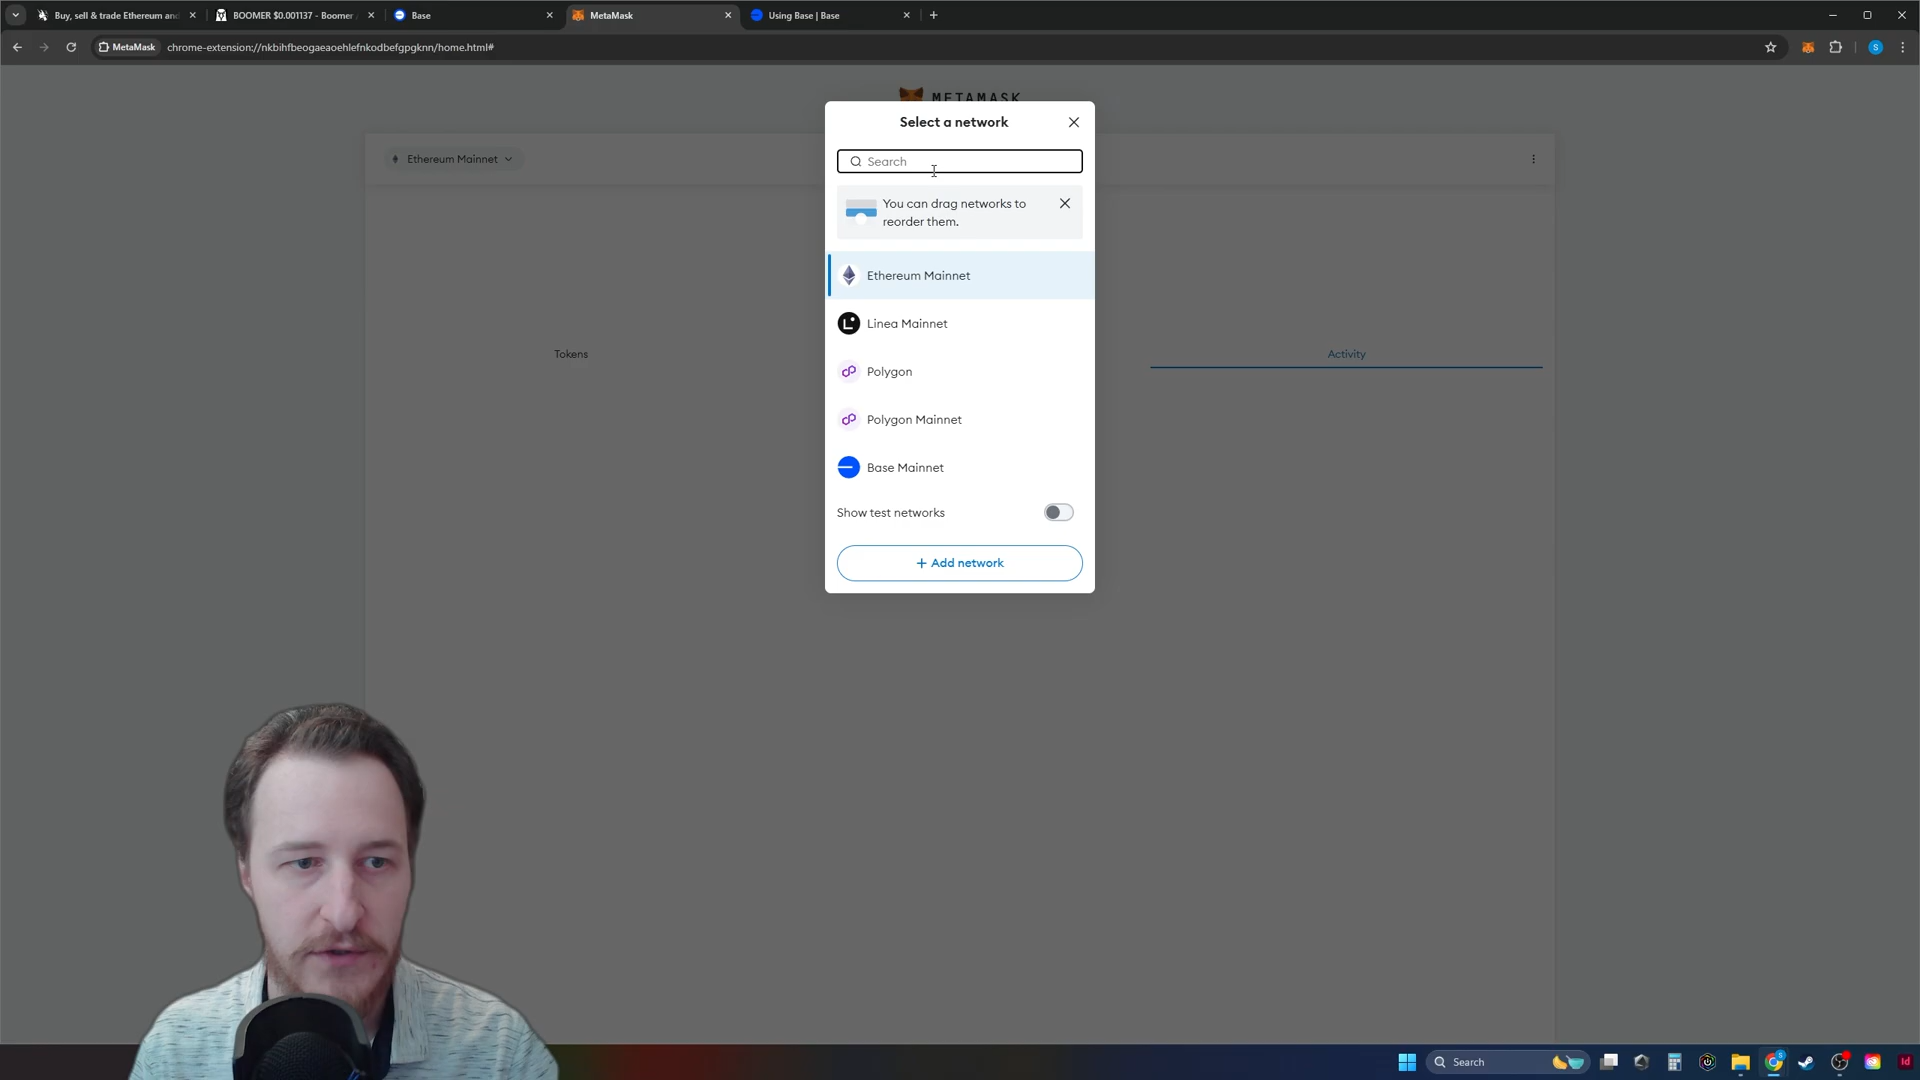 Buy, sell & trade Ethereum and
BOOMER $0.001137 - Boomer
Base
MetaMask
Using Base | Base
MetaMask
chrome-extension://nkbihfbeogaeaoehlefnkodbefgpgknn/home.html#
S
METAMASK
Select a network
Ethereum Mainnet
Search
You can drag networks to
reorder them.
Ethereum Mainnet
Linea Mainnet
Tokens
Activity
Polygon
Polygon Mainnet
Base Mainnet
Show test networks
+ Add network
Search
S
Id